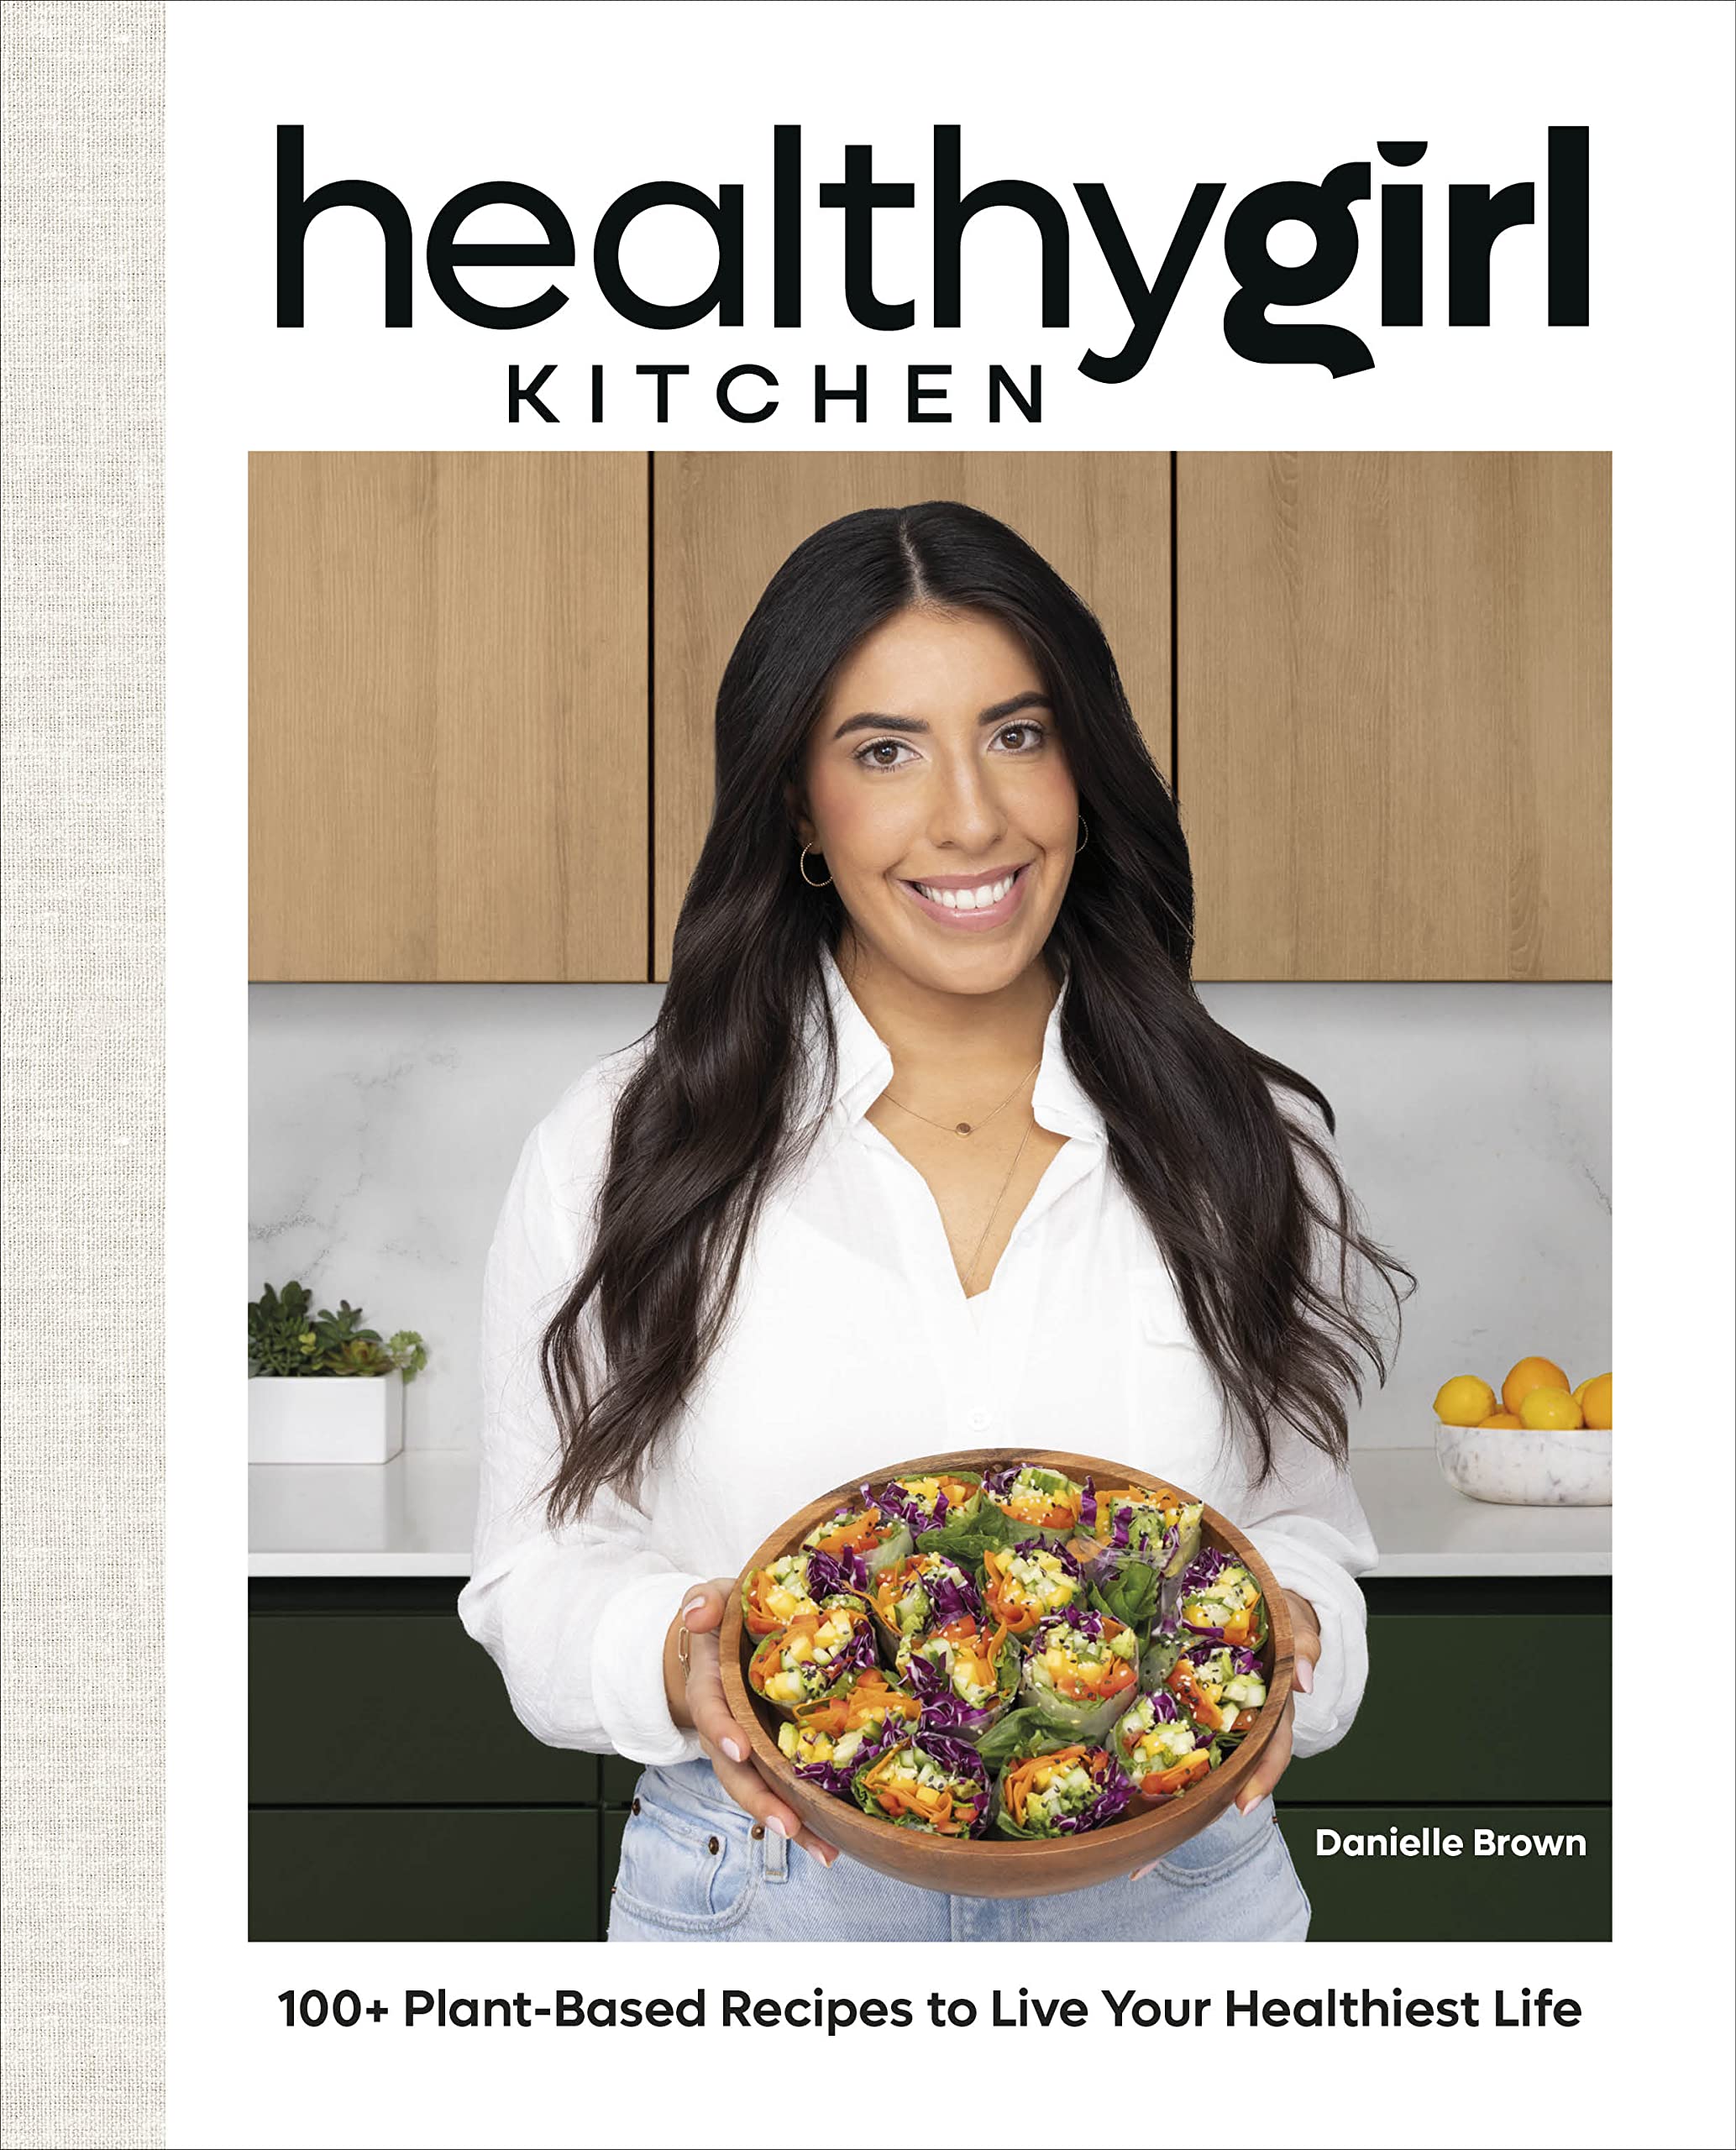 healthygirl
KITCHEN
Danielle Brown
100+ Plant-Based Recipes to Live Your Healthiest Life